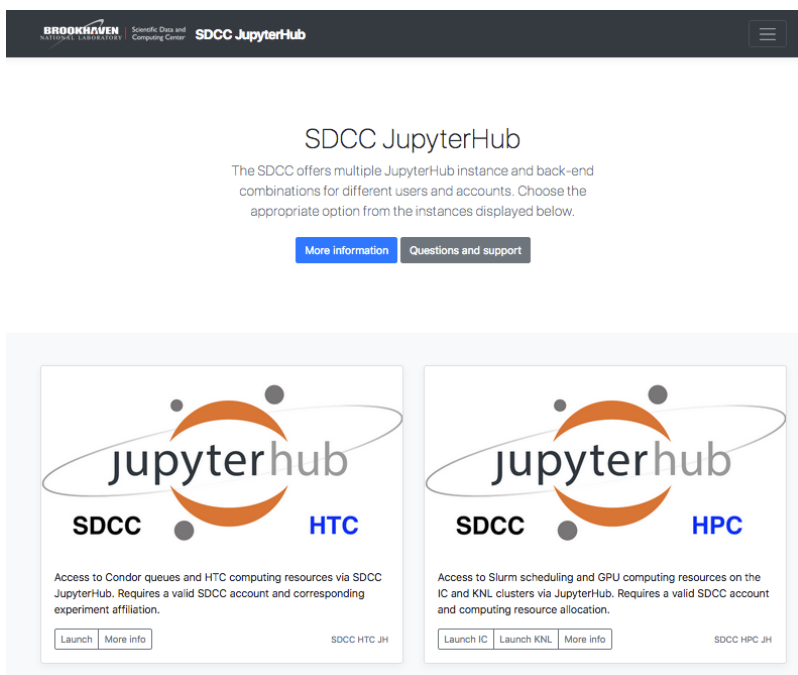 BROOKHAVEN
NATIONAL LABORATORY
Scientific Data and
Computing Center
SDCC JupyterHub
SDCC JupyterHub
The SDCC offers multiple JupyterHub instance and back-end
combinations for different users and accounts. Choose the
appropriate option from the instances displayed below.
More information
Questions and support
jupyterhub
SDCC HTC
Access to Condor queues and HTC computing resources via SDCC
JupyterHub. Requires a valid SDCC account and corresponding
experiment affiliation.
Launch
More info
SDCC HTC JH
jupyterhub
SDCC HPC
Access to Slurm scheduling and GPU computing resources on the
IC and KNL clusters via JupyterHub. Requires a valid SDCC account
and computing resource allocation.
Launch IC
Launch KNL
More info
SDCC HPC JH